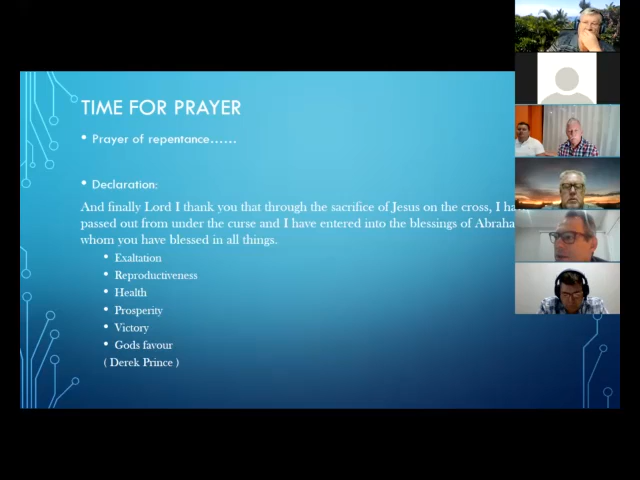 TIME FOR PRAYER
• Prayer of repentance......
• Declaration:
And finally Lord I thank you that through the sacrifice of Jesus on the cross, I
passed out from under the curse and I have entered into the blessings of
whom you have blessed in all things.
• Exaltation
• Reproductiveness
• Health
• Prosperity
• Victory
• Gods favour
( Derek Prince )